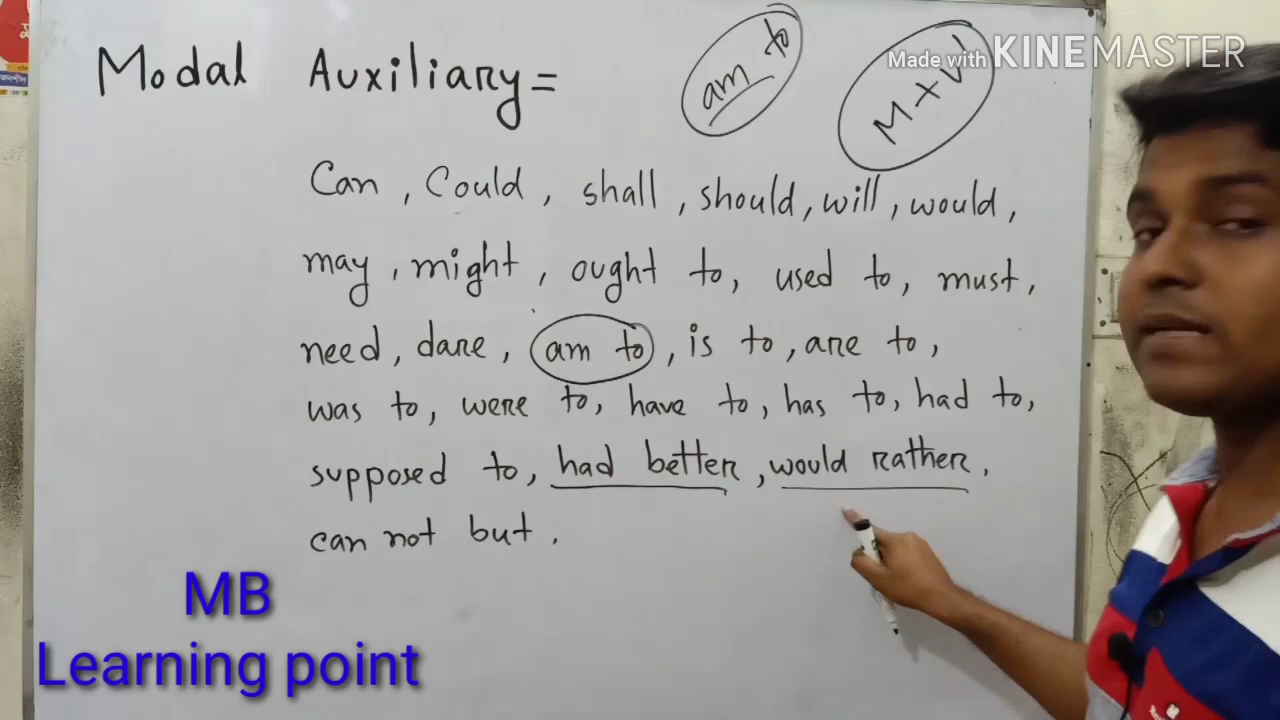 Made with KINEMASTER
am to
M+V1
Modal Auxiliary=
Can, Could, shall, should, will, would,
may, might, ought to, used to, must,
need, dare, am to, is to, are to,
was to, were to, have to, has to, had to,
supposed to, had better, would rather,
can not but.
MB
Learning point